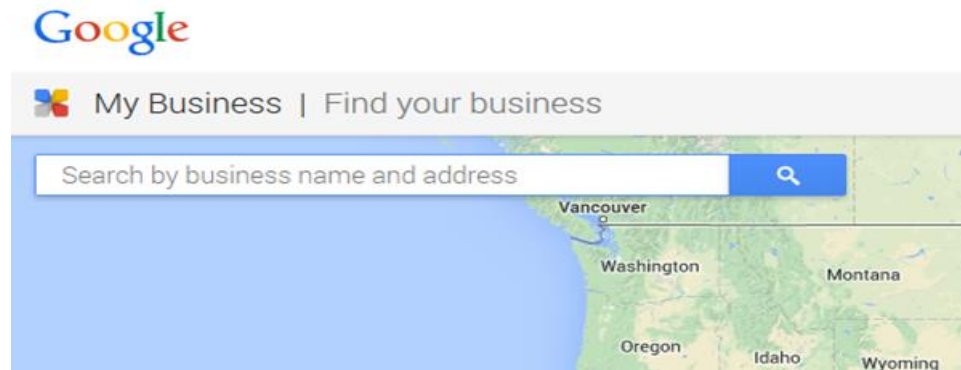 Google
My Business | Find your business
Search by business name and address
Vancouver
Washington
Montana
Oregon
Idaho
Wyoming